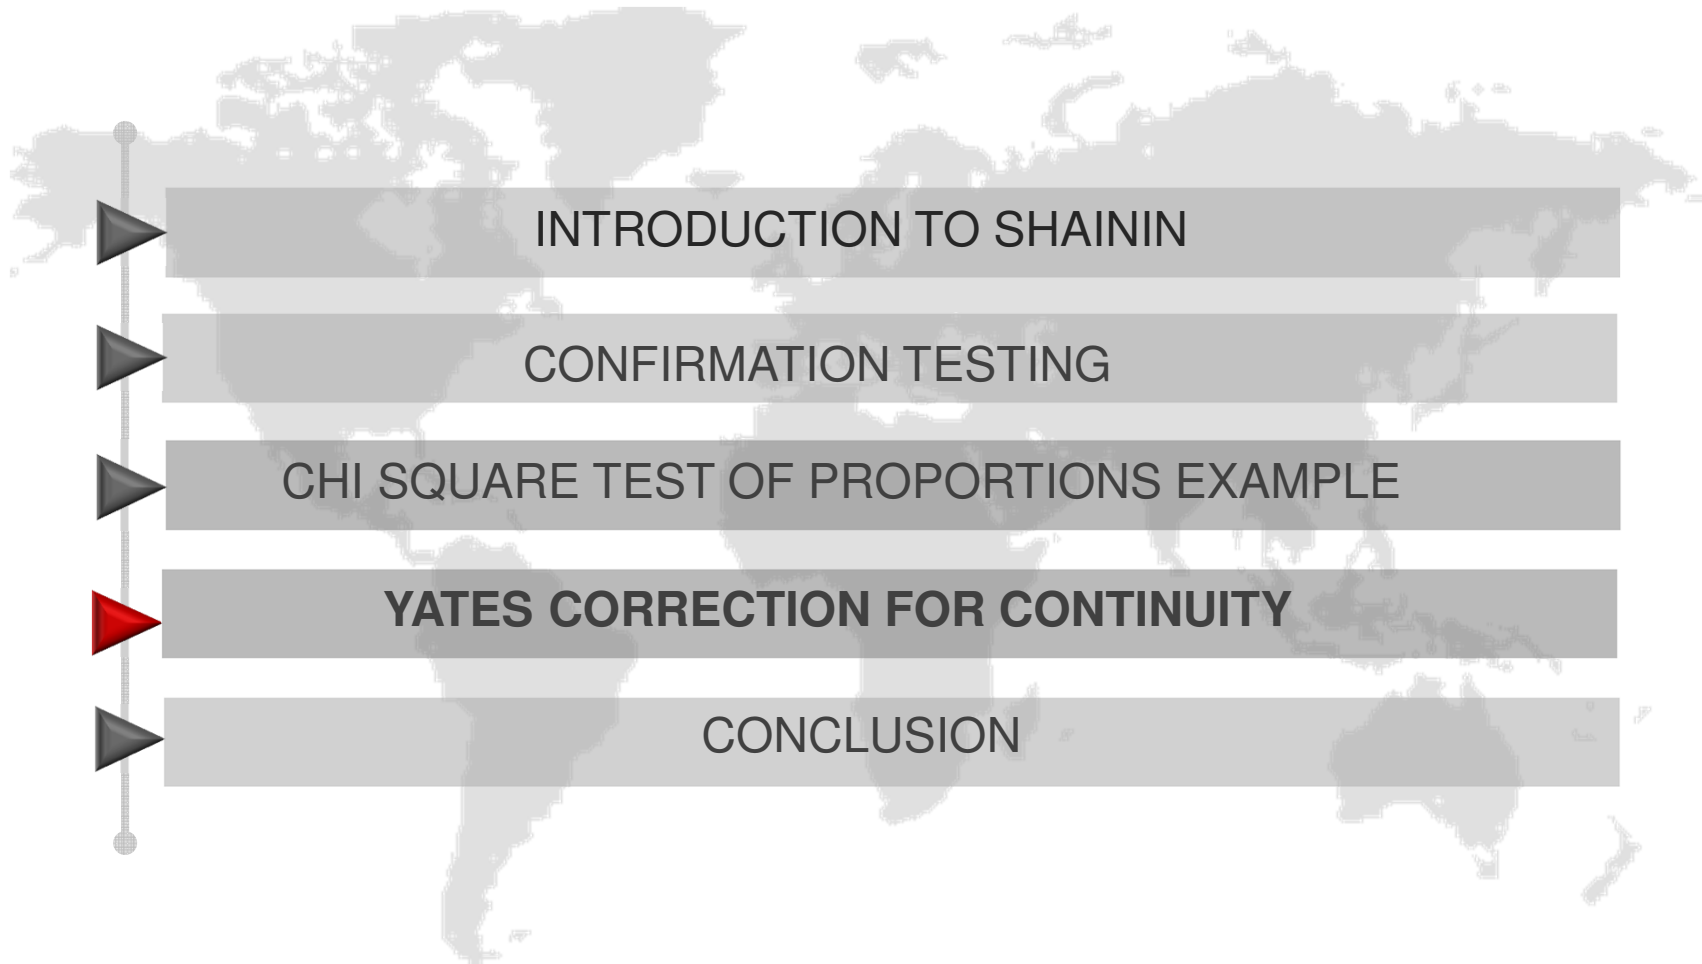 INTRODUCTION TO SHAININ
CONFIRMATION TESTING
CHI SQUARE TEST OF PROPORTIONS EXAMPLE
YATES CORRECTION FOR CONTINUITY
CONCLUSION